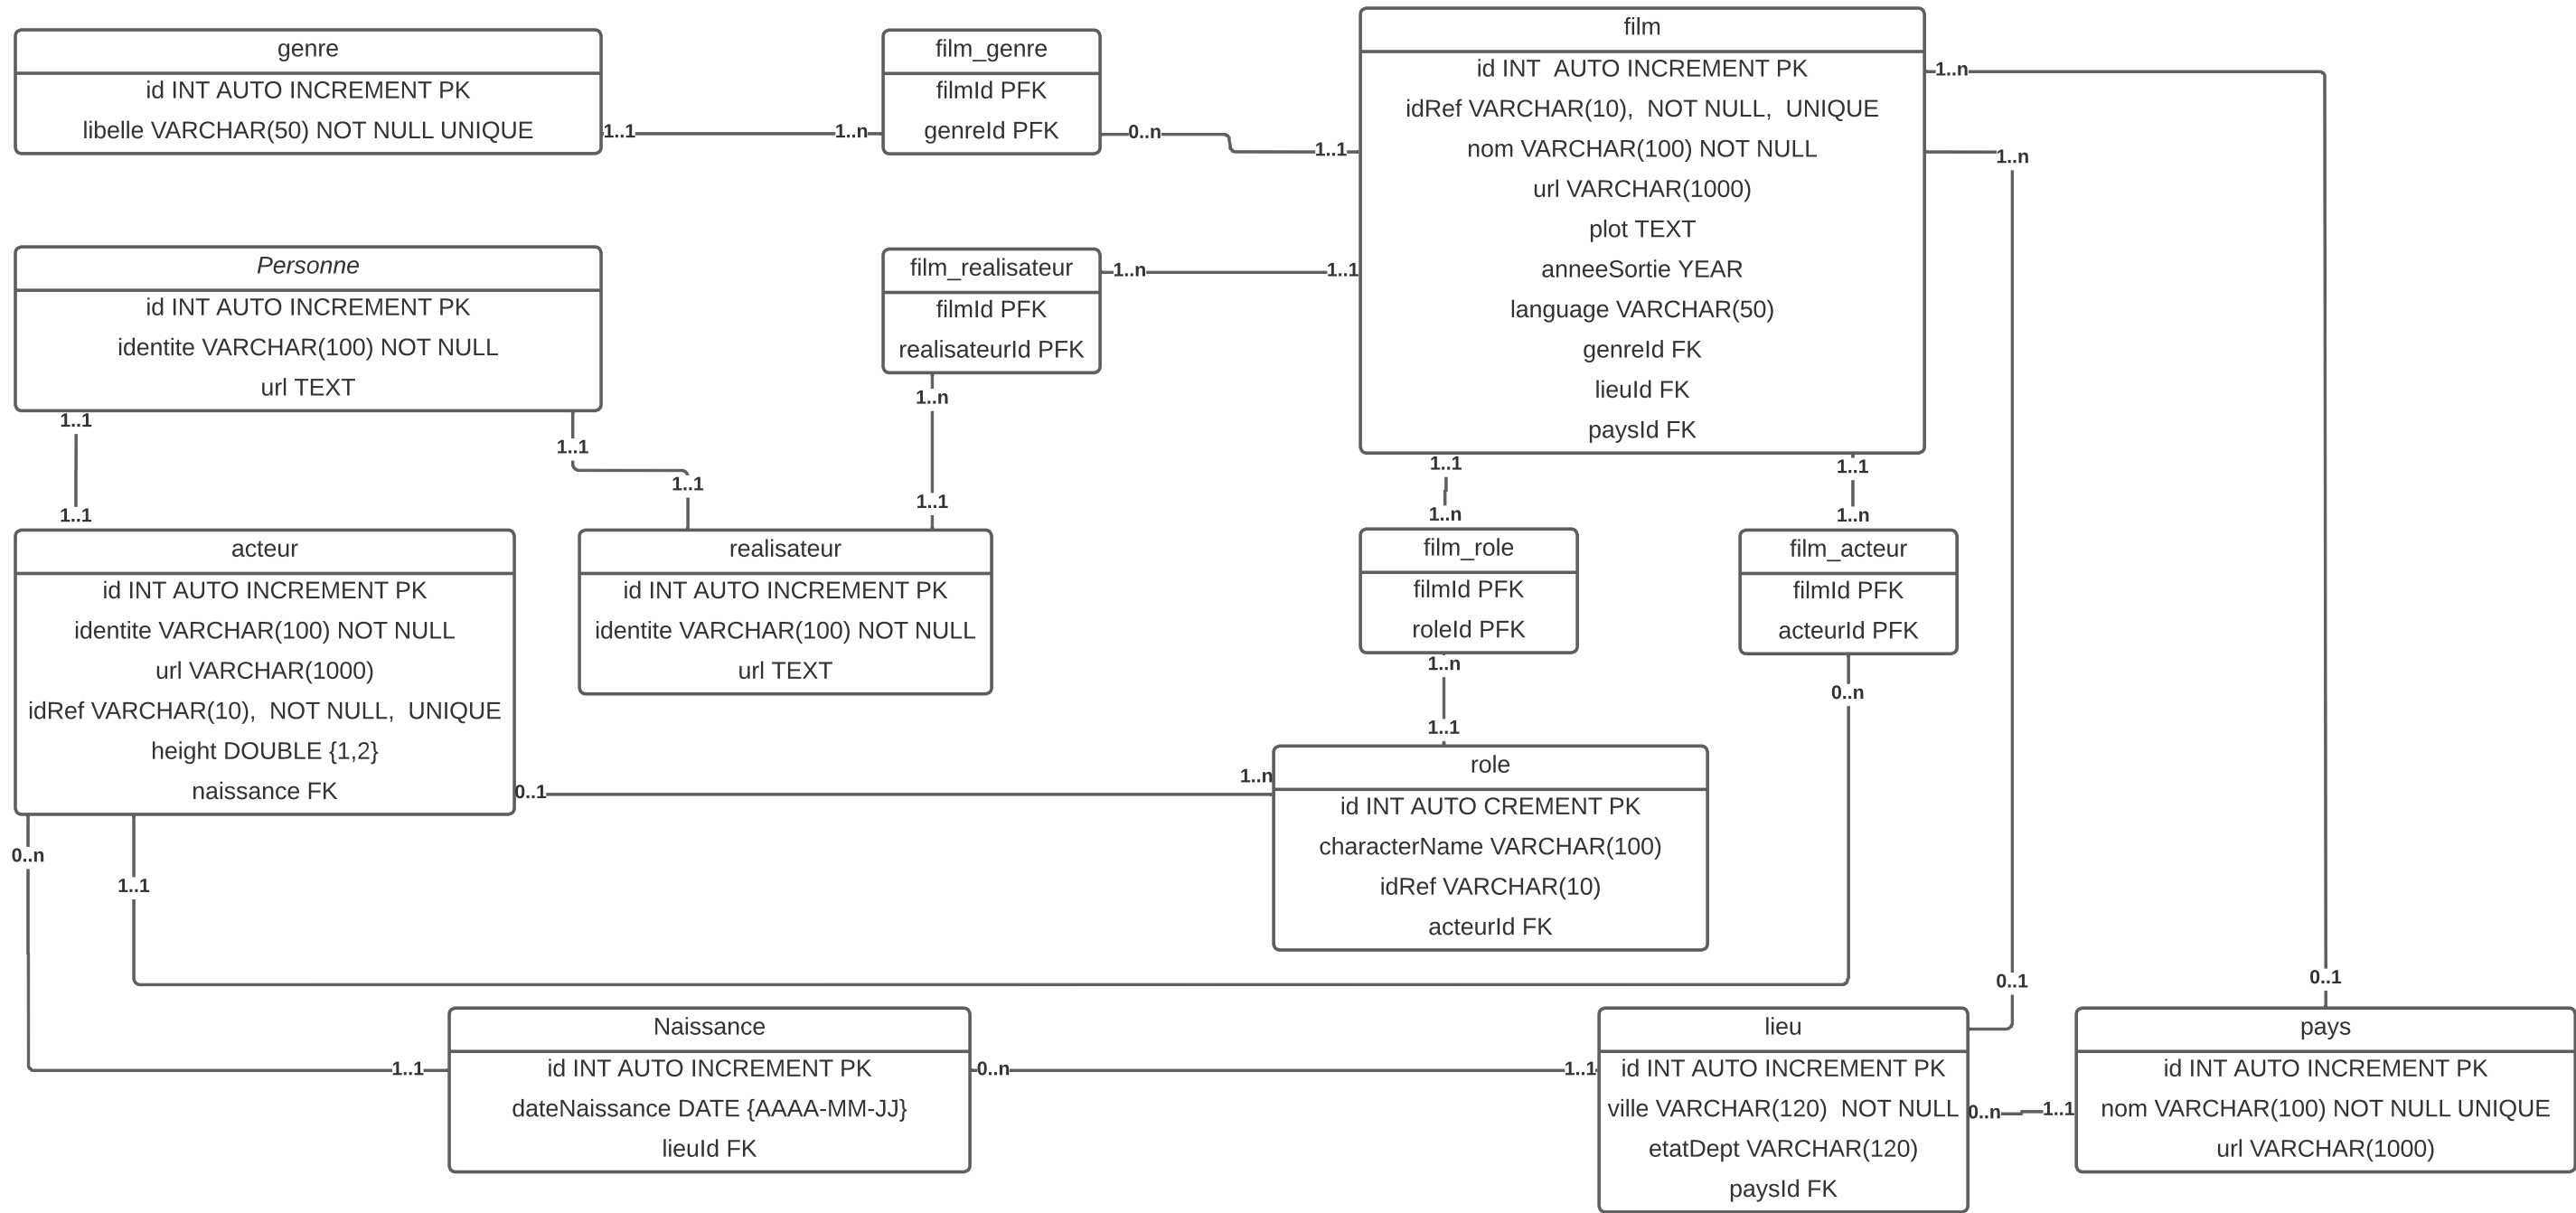 genre
id INT AUTO INCREMENT PK
libelle VARCHAR(50) NOT NULL UNIQUE
1..1
1..n
film_genre
filmId PFK
genreId PFK
0..n
1..1
film
id INT  AUTO INCREMENT PK
idRef VARCHAR(10),  NOT NULL,  UNIQUE
nom VARCHAR(100) NOT NULL
url VARCHAR(1000)
plot TEXT
anneeSortie YEAR
language VARCHAR(50)
genreId FK
lieuId FK
paysId FK
1..n
1..n
Personne
id INT AUTO INCREMENT PK
identite VARCHAR(100) NOT NULL
url TEXT
film_realisateur
filmId PFK
realisateurId PFK
1..n
1..1
1..1
1..1
1..n
1..1
1..1
1..1
1..1
1..1
1..n
1..1
1..n
acteur
id INT AUTO INCREMENT PK
identite VARCHAR(100) NOT NULL
url VARCHAR(1000)
idRef VARCHAR(10),  NOT NULL,  UNIQUE
height DOUBLE {1,2}
naissance FK
realisateur
id INT AUTO INCREMENT PK
identite VARCHAR(100) NOT NULL
url TEXT
film_role
filmId PFK
roleId PFK
film_acteur
filmId PFK
acteurId PFK
1..n
0..n
1..1
0..1
1..n
role
id INT AUTO CREMENT PK
characterName VARCHAR(100)
idRef VARCHAR(10)
acteurId FK
0..n
1..1
0..1
0..1
Naissance
id INT AUTO INCREMENT PK
dateNaissance DATE {AAAA-MM-JJ}
lieuId FK
1..1
0..n
1..1
lieu
id INT AUTO INCREMENT PK
ville VARCHAR(120)  NOT NULL
etatDept VARCHAR(120)
paysId FK
0..n
1..1
pays
id INT AUTO INCREMENT PK
nom VARCHAR(100) NOT NULL UNIQUE
url VARCHAR(1000)